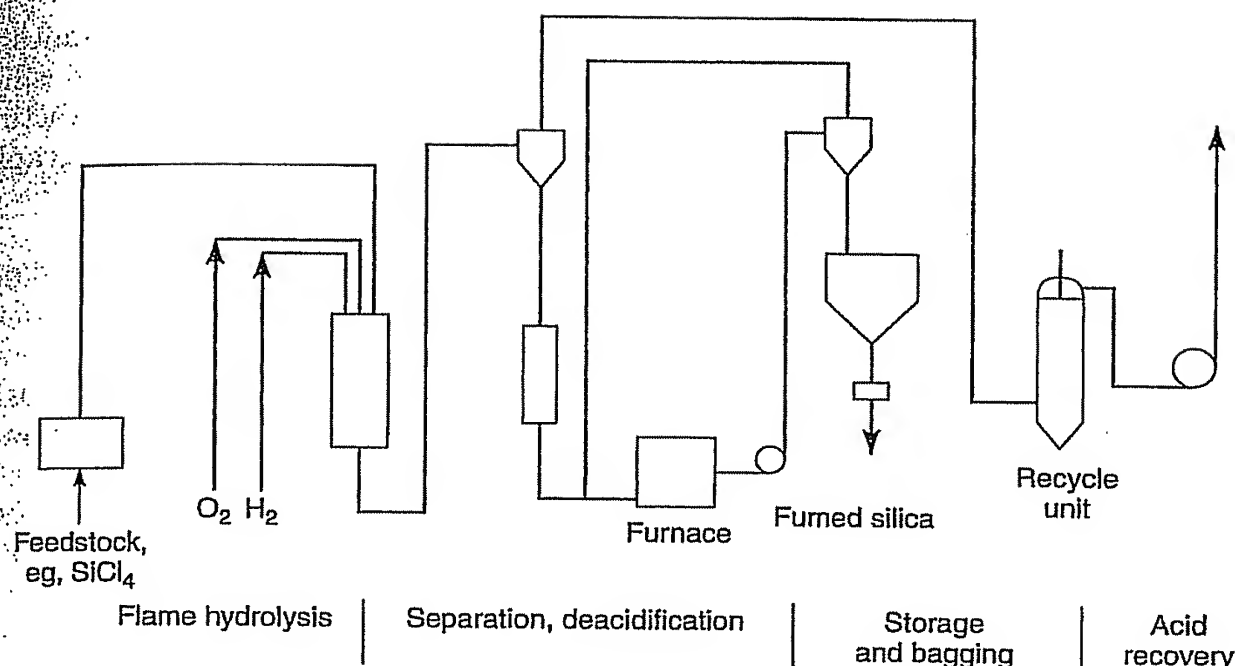 O₂ H₂
Feedstock,
eg, SiCl₄
Furnace
Fumed silica
Recycle
unit
Flame hydrolysis
Separation, deacidification
Storage
and bagging
Acid
recovery